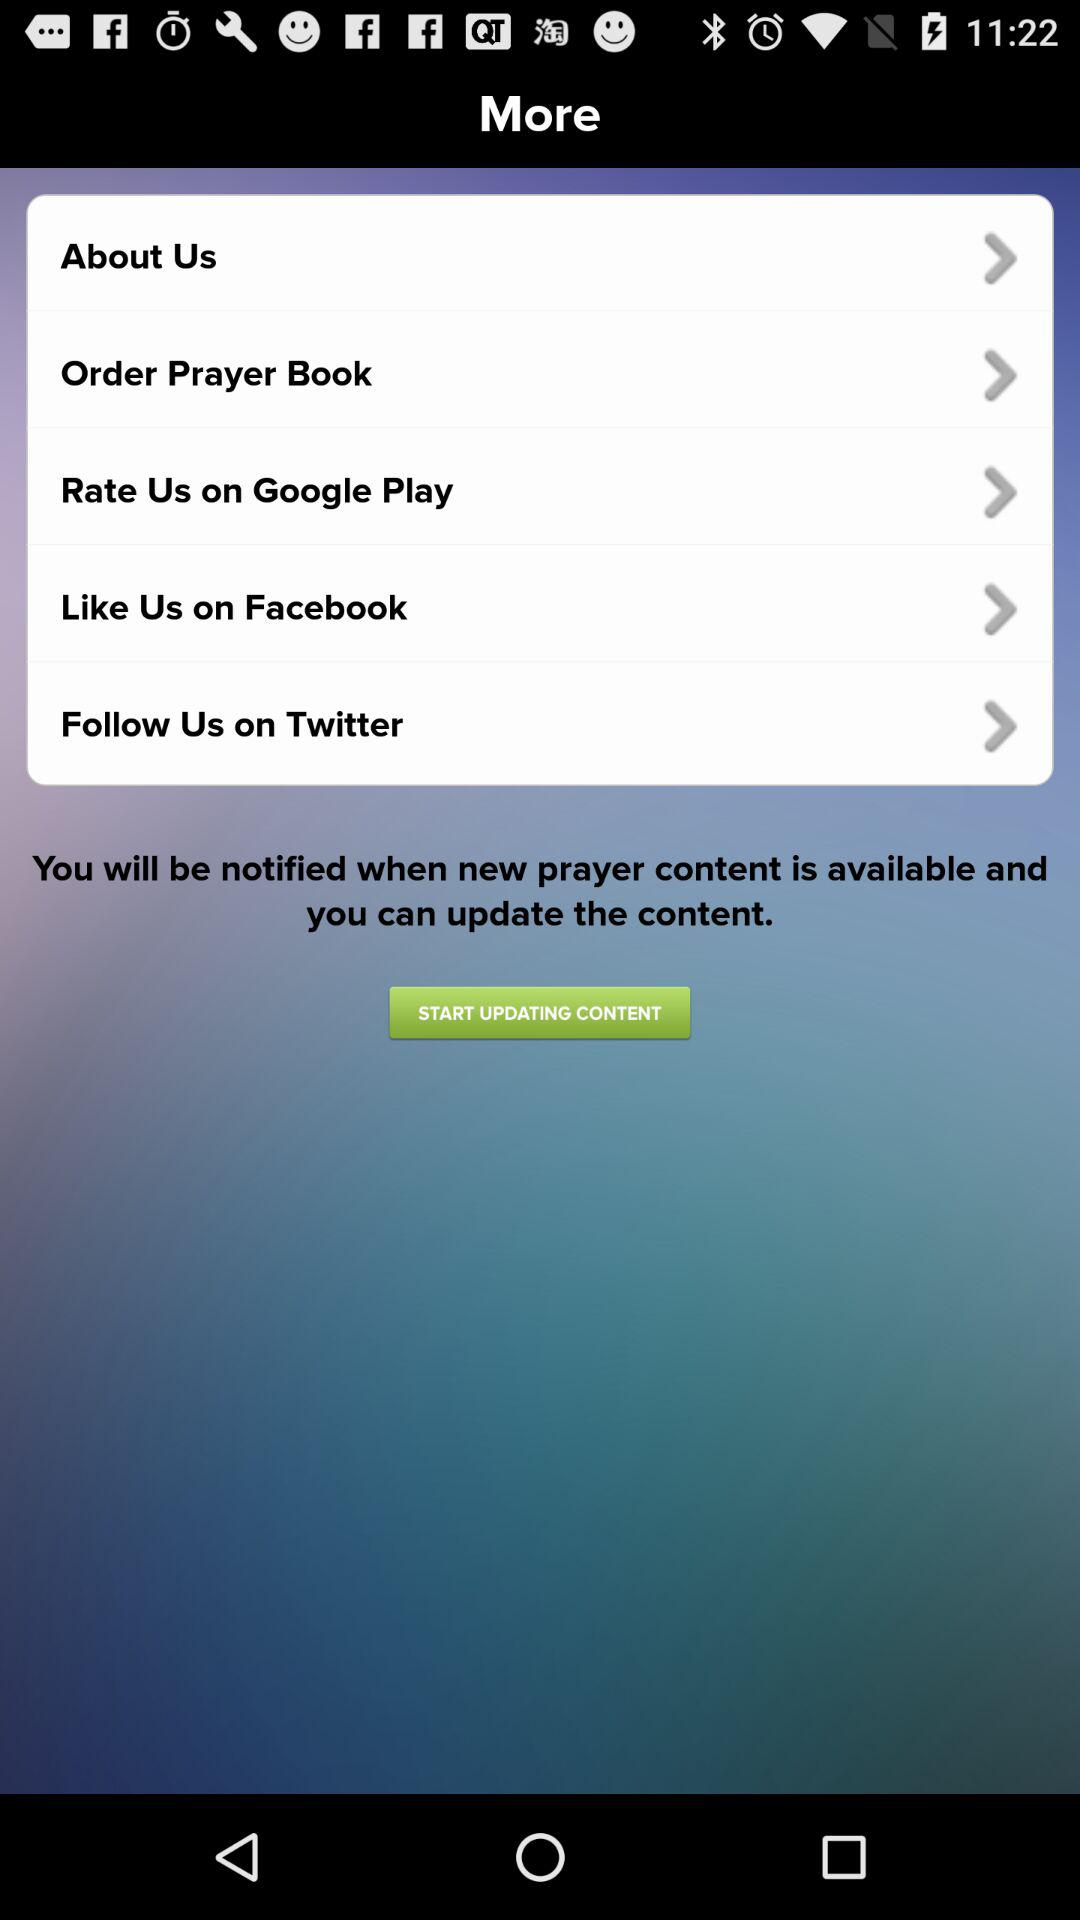 QT 淘 11:22
More
About Us
Order Prayer Book
Rate Us on Google Play
Like Us on Facebook
Follow Us on Twitter
You will be notified when new prayer content is available and
you can update the content.
START UPDATING CONTENT